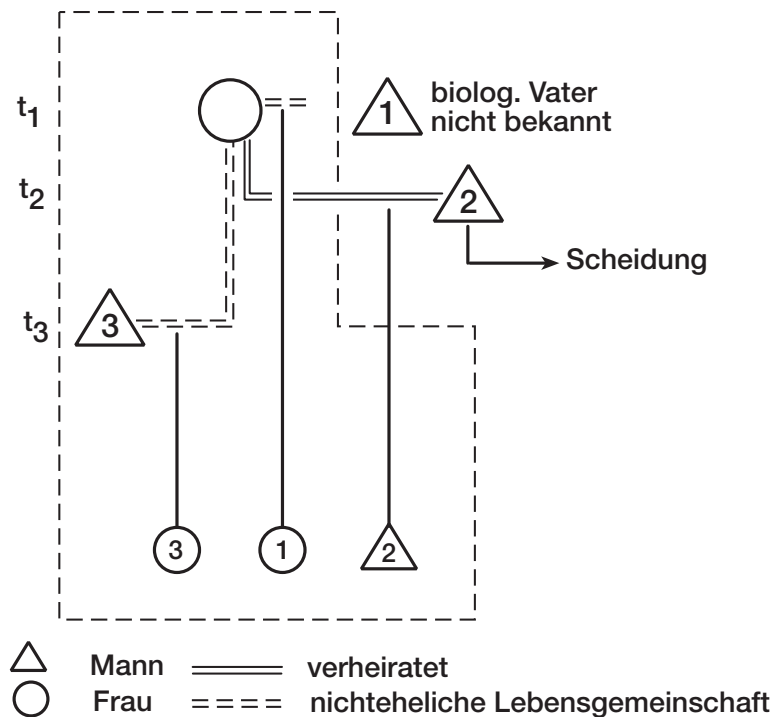 t1
1
biolog. Vater
nicht bekannt
t2
2
Scheidung
t3
3
3
1
2
Mann
verheiratet
Frau
nichteheliche Lebensgemeinschaft